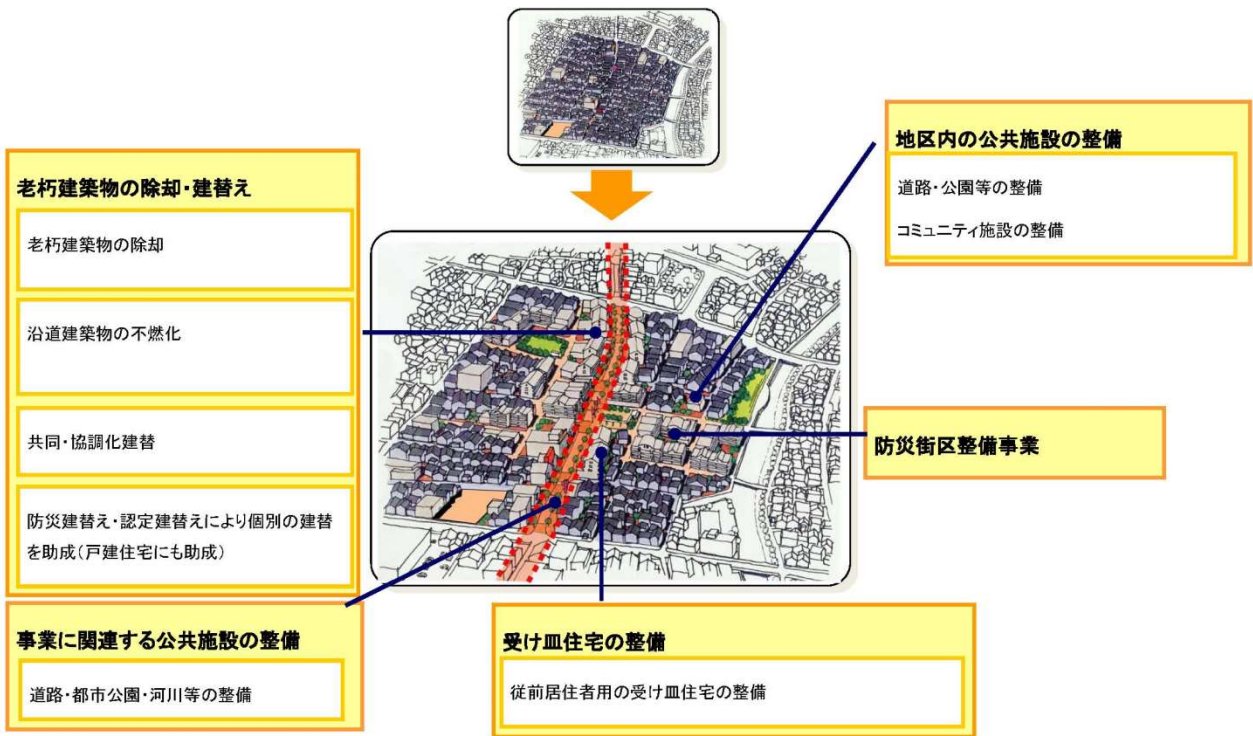 老朽建築物の除却・建替え
老朽建築物の除却
沿道建築物の不燃化
共同・協調化建替
防災建替え・認定建替えにより個別の建替
を助成(戸建住宅にも助成)
事業に関連する公共施設の整備
道路・都市公園・河川等の整備
地区内の公共施設の整備
道路・公園等の整備
コミュニティ施設の整備
防災街区整備事業
受け皿住宅の整備
従前居住者用の受け皿住宅の整備